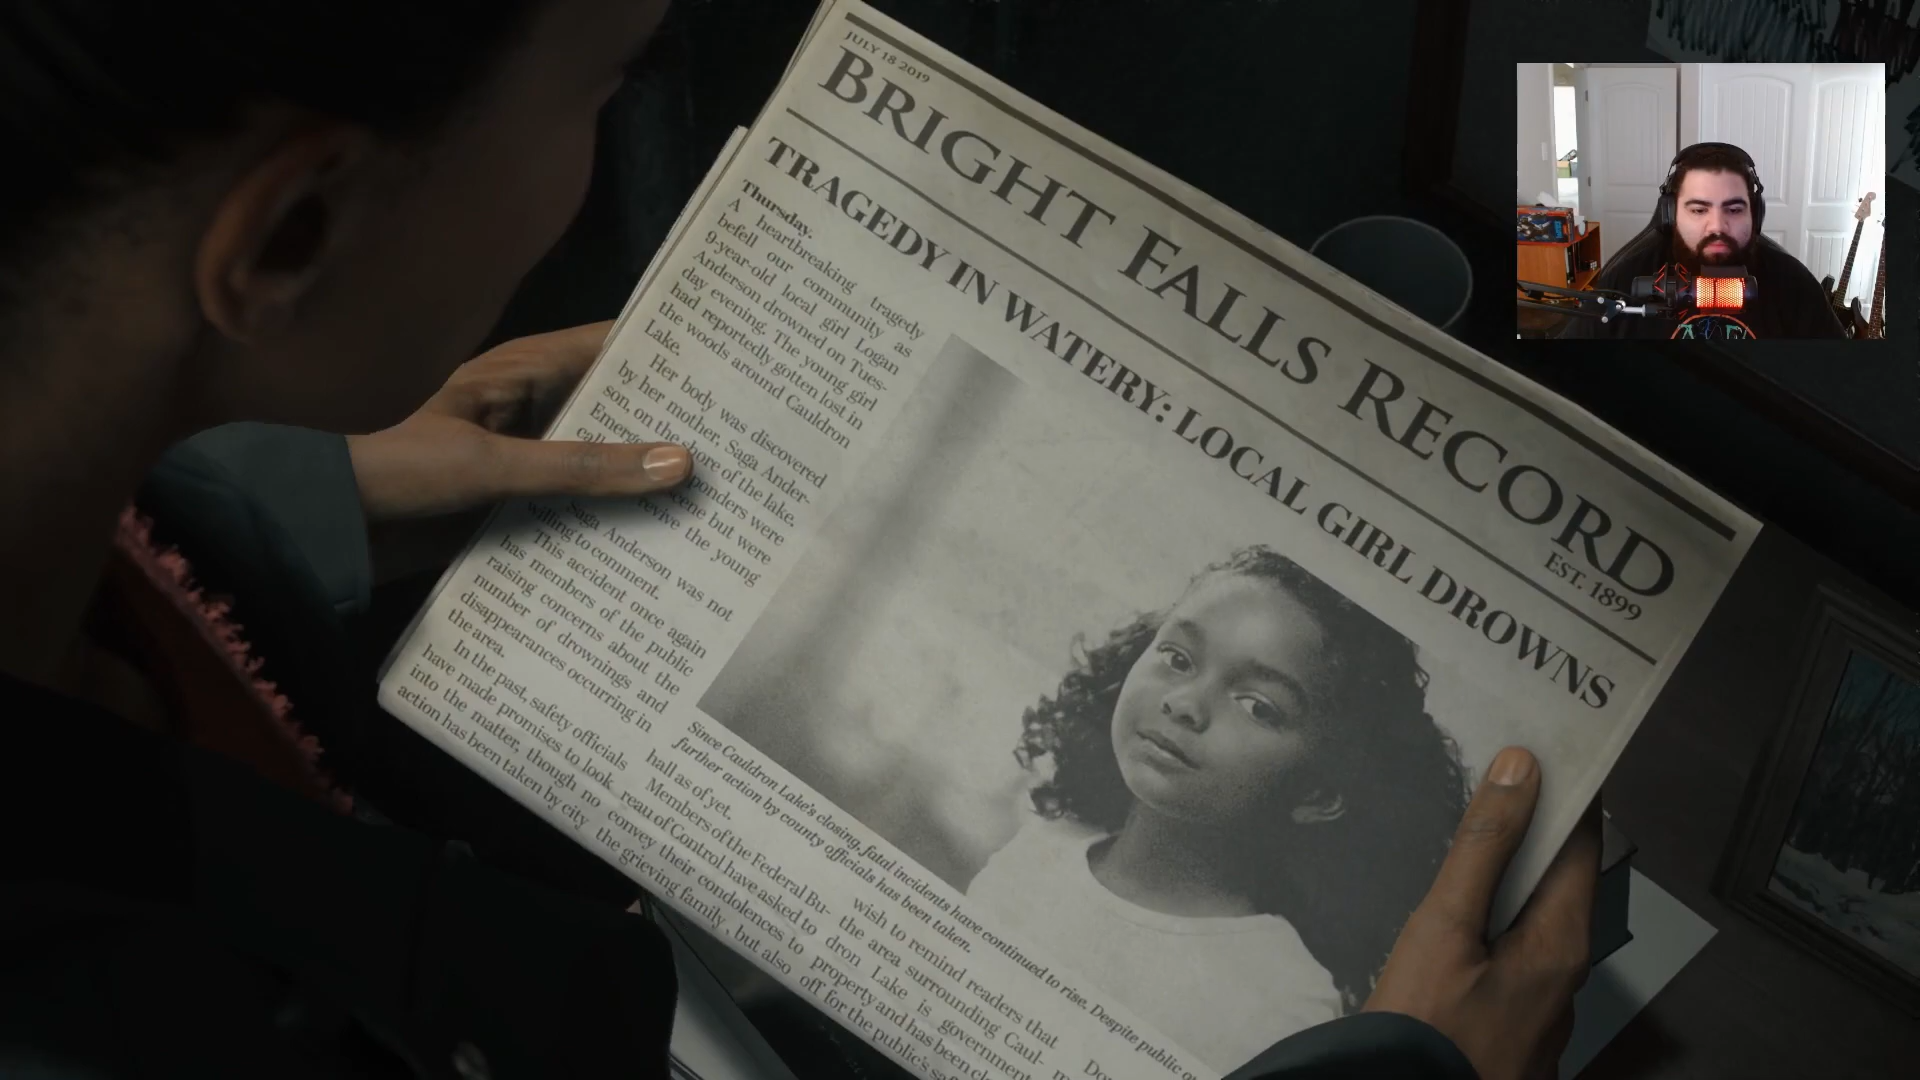 JULY 18 2019
BRIGHT FALLS RECORD
EST. 1899
TRAGEDY IN WATERY: LOCAL GIRL DROWNS
Thursday.
A heartbreaking tragedy
befell our community as
9-year-old local girl Logan
Anderson drowned on Tues-
day evening. The young girl
had reportedly gotten lost in
the woods around Cauldron
Lake.
Her body was discovered
by her mother, Saga Ander-
son, on the shore of the lake.
were
scene but were
revive the young
Saga Anderson was not
willing to comment.
This accident once again
has members of the public
raising concerns about the
number of drownings and
disappearances occurring in
the area.
In the past, safety officials
have made promises to look
into the matter, though no
action has been taken by city
hall as of yet.
Members of the Federal Bu-
reau of Control have asked to
convey their condolences to
the grieving family, but also
wish to remind readers that
the area surrounding Caul-
dron Lake is government
property and has been
off for the public's
Since Cauldron Lake's closing, fatal incidents have continued to rise. Despite public
further action by county officials has been taken.